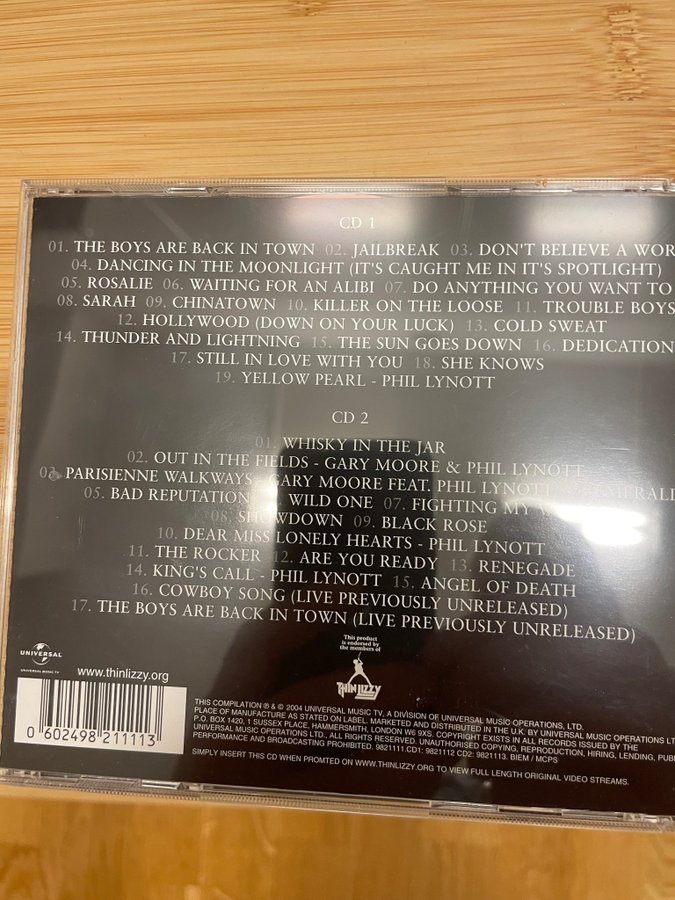 CD 1
01. THE BOYS ARE BACK IN TOWN 02. JAILBREAK 03. DON'T BELIEVE A WOR
04. DANCING IN THE MOONLIGHT (IT'S CAUGHT ME IN IT'S SPOTLIGHT)
05. ROSALIE 06. WAITING FOR AN ALIBI 07. DO ANYTHING YOU WANT TO
08. SARAH 09. CHINATOWN 10. KILLER ON THE LOOSE 11. TROUBLE BOYS
12. HOLLYWOOD (DOWN ON YOUR LUCK) 13. COLD SWEAT
14. THUNDER AND LIGHTNING 15. THE SUN GOES DOWN 16. DEDICATION
17. STILL IN LOVE WITH YOU 18. SHE KNOWS
19. YELLOW PEARL - PHIL LYNOTT
CD 2
01. WHISKY IN THE JAR
02. OUT IN THE FIELDS - GARY MOORE & PHIL LYNOTT
03. PARISIENNE WALKWAYS - GARY MOORE FEAT. PHIL LYNOTT
05. BAD REPUTATION WILD ONE 07. FIGHTING MY
08. SHOWDOWN 09. BLACK ROSE
10. DEAR MISS LONELY HEARTS - PHIL LYNOTT
11. THE ROCKER 12. ARE YOU READY 13. RENEGADE
14. KING'S CALL - PHIL LYNOTT 15. ANGEL OF DEATH
16. COWBOY SONG (LIVE PREVIOUSLY UNRELEASED)
17. THE BOYS ARE BACK IN TOWN (LIVE PREVIOUSLY UNRELEASED)
This product
is endorsed by
the members of
THIN LIZZY
UNIVERSAL
UNIVERSAL MUSIC TV
www.thinlizzy.org
0 602498 211113
THIS COMPILATION ℗ & © 2004 UNIVERSAL MUSIC TV, A DIVISION OF UNIVERSAL MUSIC OPERATIONS, LTD.
PLACE OF MANUFACTURE AS STATED ON LABEL. MARKETED AND DISTRIBUTED IN THE U.K. BY UNIVERSAL MUSIC OPERATIONS LT
P.O. BOX 1420, 1 SUSSEX PLACE, HAMMERSMITH, LONDON W6 9XS. COPYRIGHT EXISTS IN ALL RECORDS ISSUED BY THE
UNIVERSAL MUSIC OPERATIONS LTD., ALL RIGHTS RESERVED. UNAUTHORISED COPYING, REPRODUCTION, HIRING, LENDING, PUB
PERFORMANCE AND BROADCASTING PROHIBITED. 9821111.CD1: 9821112 CD2: 9821113. BIEM / MCPS
SIMPLY INSERT THIS CD WHEN PROMTED ON WWW.THINLIZZY.ORG TO VIEW FULL LENGTH ORIGINAL VIDEO STREAMS.